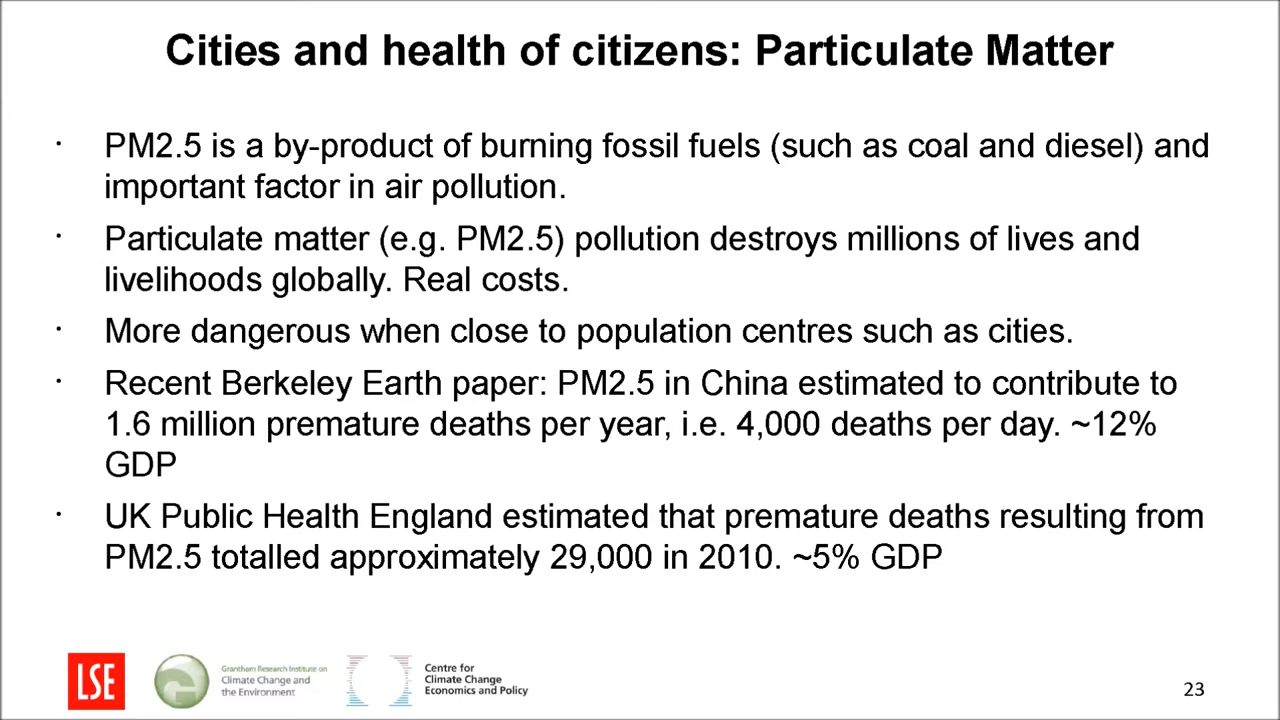 Cities and health of citizens: Particulate Matter
· PM2.5 is a by-product of burning fossil fuels (such as coal and diesel) and
important factor in air pollution.
· Particulate matter (e.g. PM2.5) pollution destroys millions of lives and
livelihoods globally. Real costs.
· More dangerous when close to population centres such as cities.
· Recent Berkeley Earth paper: PM2.5 in China estimated to contribute to
1.6 million premature deaths per year, i.e. 4,000 deaths per day. ~12%
GDP
· UK Public Health England estimated that premature deaths resulting from
PM2.5 totalled approximately 29,000 in 2010. ~5% GDP
LSE
Grantham Research Institute on
Climate Change and
the Environment
Centre for
Climate Change
Economics and Policy
23